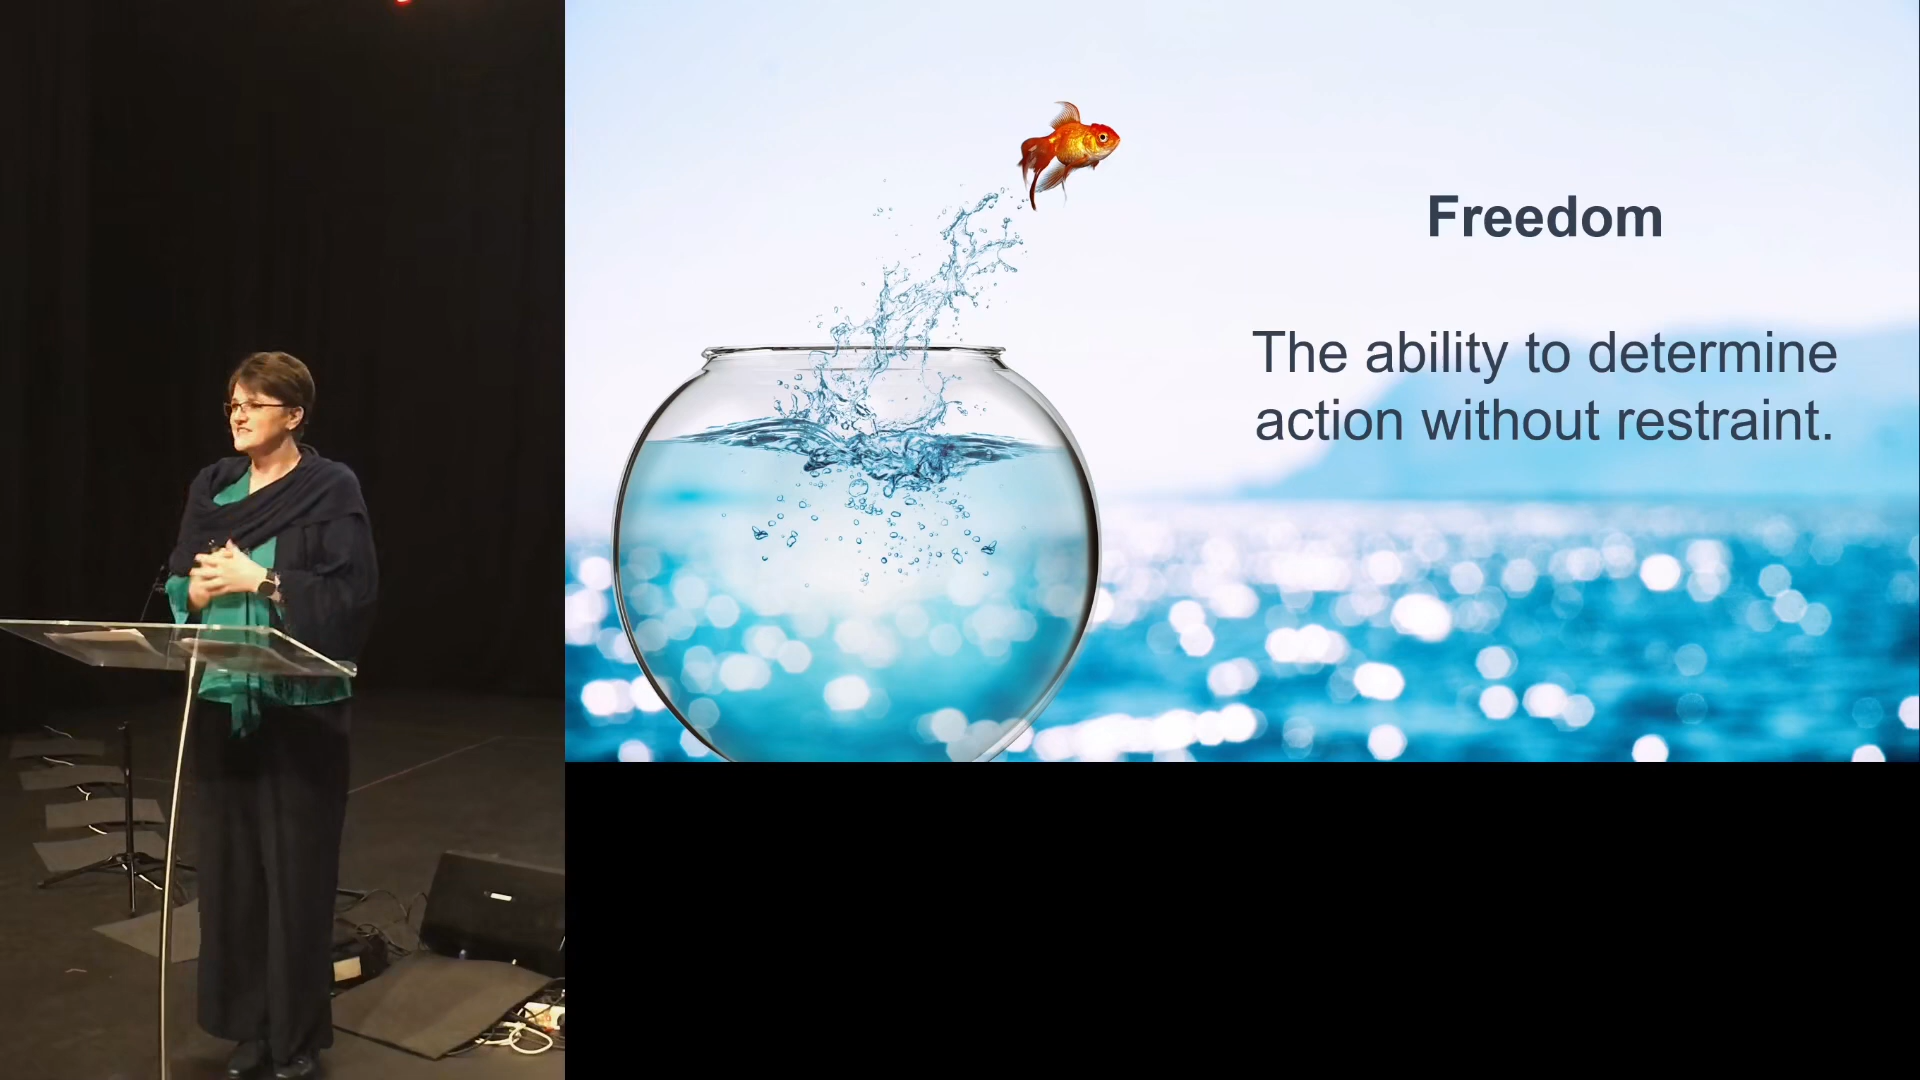 Freedom
The ability to determine
action without restraint.